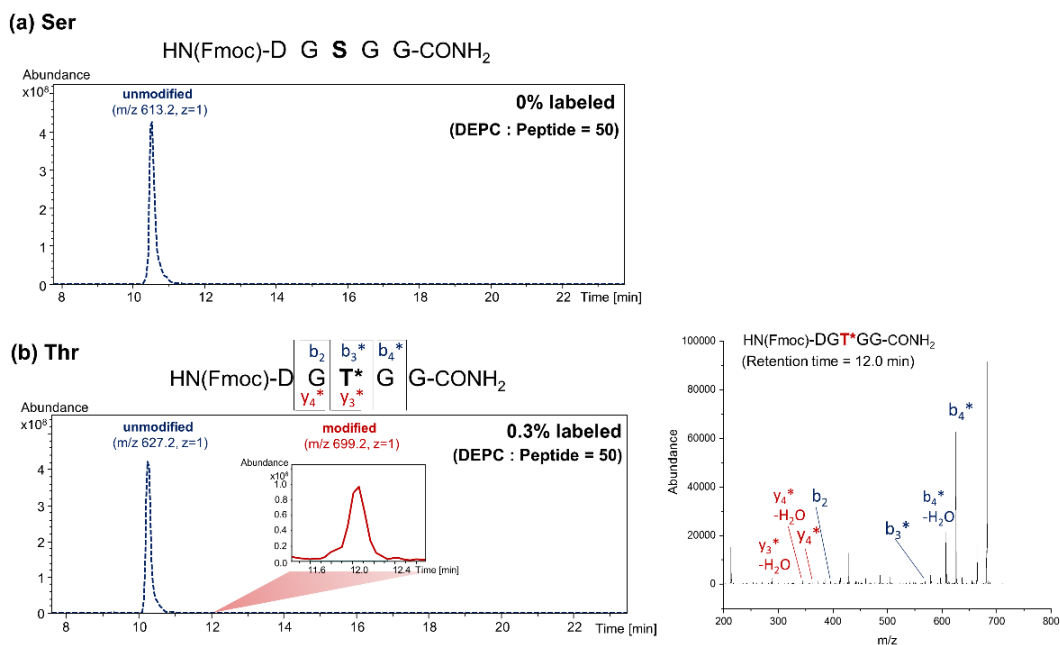 (a) Ser
HN(Fmoc)-D G S G G-CONH2
Abundance
x10⁸
unmodified
(m/z 613.2, z=1)
0% labeled
(DEPC : Peptide = 50)
4
3
2
1
0
8 10 12 14 16 18 20 22 Time [min]
(b) Thr
b2 b3* b4*
HN(Fmoc)-D G T* G G-CONH2
y4* y3*
Abundance
x10⁸
unmodified
(m/z 627.2, z=1)
modified
(m/z 699.2, z=1)
0.3% labeled
(DEPC : Peptide = 50)
4
3
2
1
0
Abundance
1.0
0.8
0.6
0.4
0.2
0.0
11.6 12.0 12.4 Time [min]
8 10 12 14 16 18 20 22 Time [min]
HN(Fmoc)-DGT*GG-CONH2
(Retention time = 12.0 min)
Abundance
100000
80000
60000
40000
20000
0
b4*
y4*
-H2O
b2
b4*
-H2O
y3*
-H2O
y4*
b3*
200 300 400 500 600 700 800
m/z